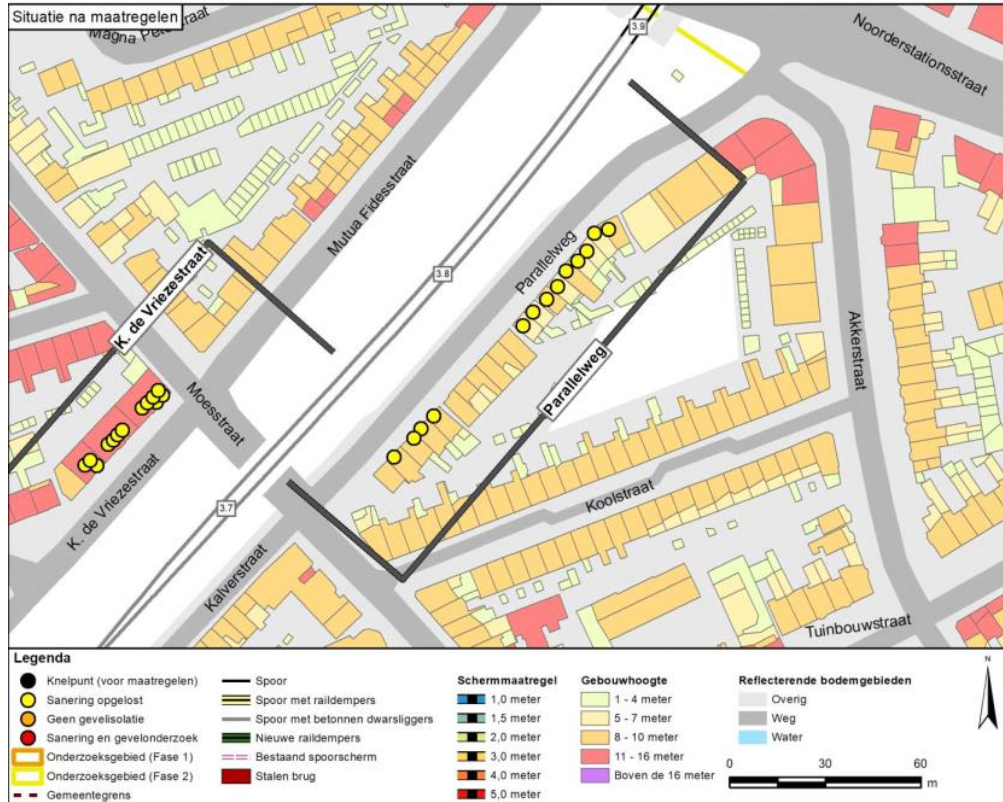 Situatie na maatregelen
Magna Petestraat
3.9
Noorderstationsstraat
Mutua Fidesstraat
K. de Vriezestraat
3.8
Parallelweg
Parallelweg
Akkerstraat
Moesstraat
K. de Vriezestraat
3.7
Koolstraat
Kalverstraat
Tuinbouwstraat
Legenda
Knelpunt (voor maatregelen)
Sanering opgelost
Geen gevelisolatie
Sanering en gevelonderzoek
Onderzoeksgebied (Fase 1)
Onderzoeksgebied (Fase 2)
Gemeentegrens
Spoor
Spoor met raildempers
Spoor met betonnen dwarsliggers
Nieuwe raildempers
Bestaand spoorscherm
Stalen brug
Schermmaatregel
1,0 meter
1,5 meter
2,0 meter
3,0 meter
4,0 meter
5,0 meter
Gebouwhoogte
1 - 4 meter
5 - 7 meter
8 - 10 meter
11 - 16 meter
Boven de 16 meter
Reflecterende bodemgebieden
Overig
Weg
Water
N
0 30 60
m